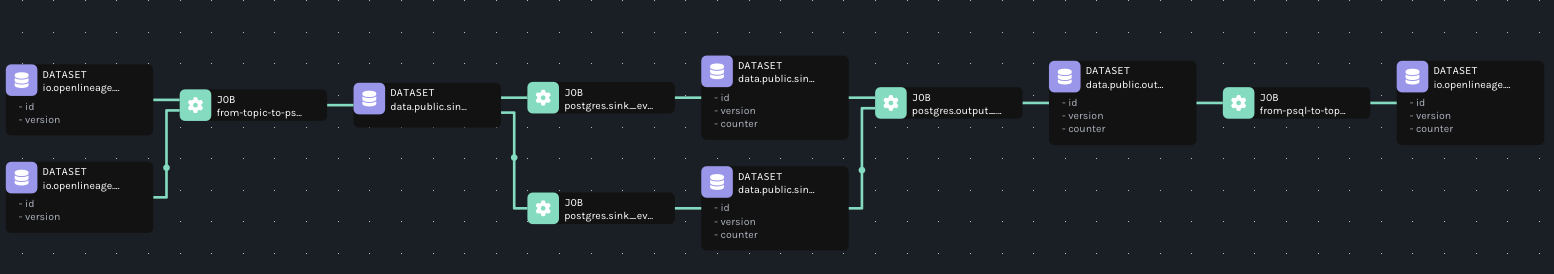 DATASET
io.openlineage....
- id
- version
DATASET
io.openlineage....
- id
- version
JOB
from-topic-to-ps...
DATASET
data.public.sin...
JOB
postgres.sink_ev...
JOB
postgres.sink_ev...
DATASET
data.public.sin...
- id
- version
- counter
DATASET
data.public.sin...
- id
- version
- counter
JOB
postgres.output_...
DATASET
data.public.out...
- id
- version
- counter
JOB
from-psql-to-top...
DATASET
io.openlineage....
- id
- version
- counter